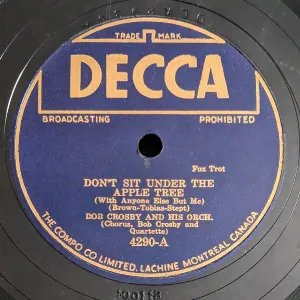 TRADE MARK
DECCA
BROADCASTING PROHIBITED
Fox Trot
DON'T SIT UNDER THE
APPLE TREE
(With Anyone Else But Me)
(Brown-Tobias-Stept)
BOB CROSBY AND HIS ORCH.
(Chorus, Bob Crosby and
Quartette)
4290-A
THE COMPO CO. LIMITED. LACHINE MONTREAL CANADA